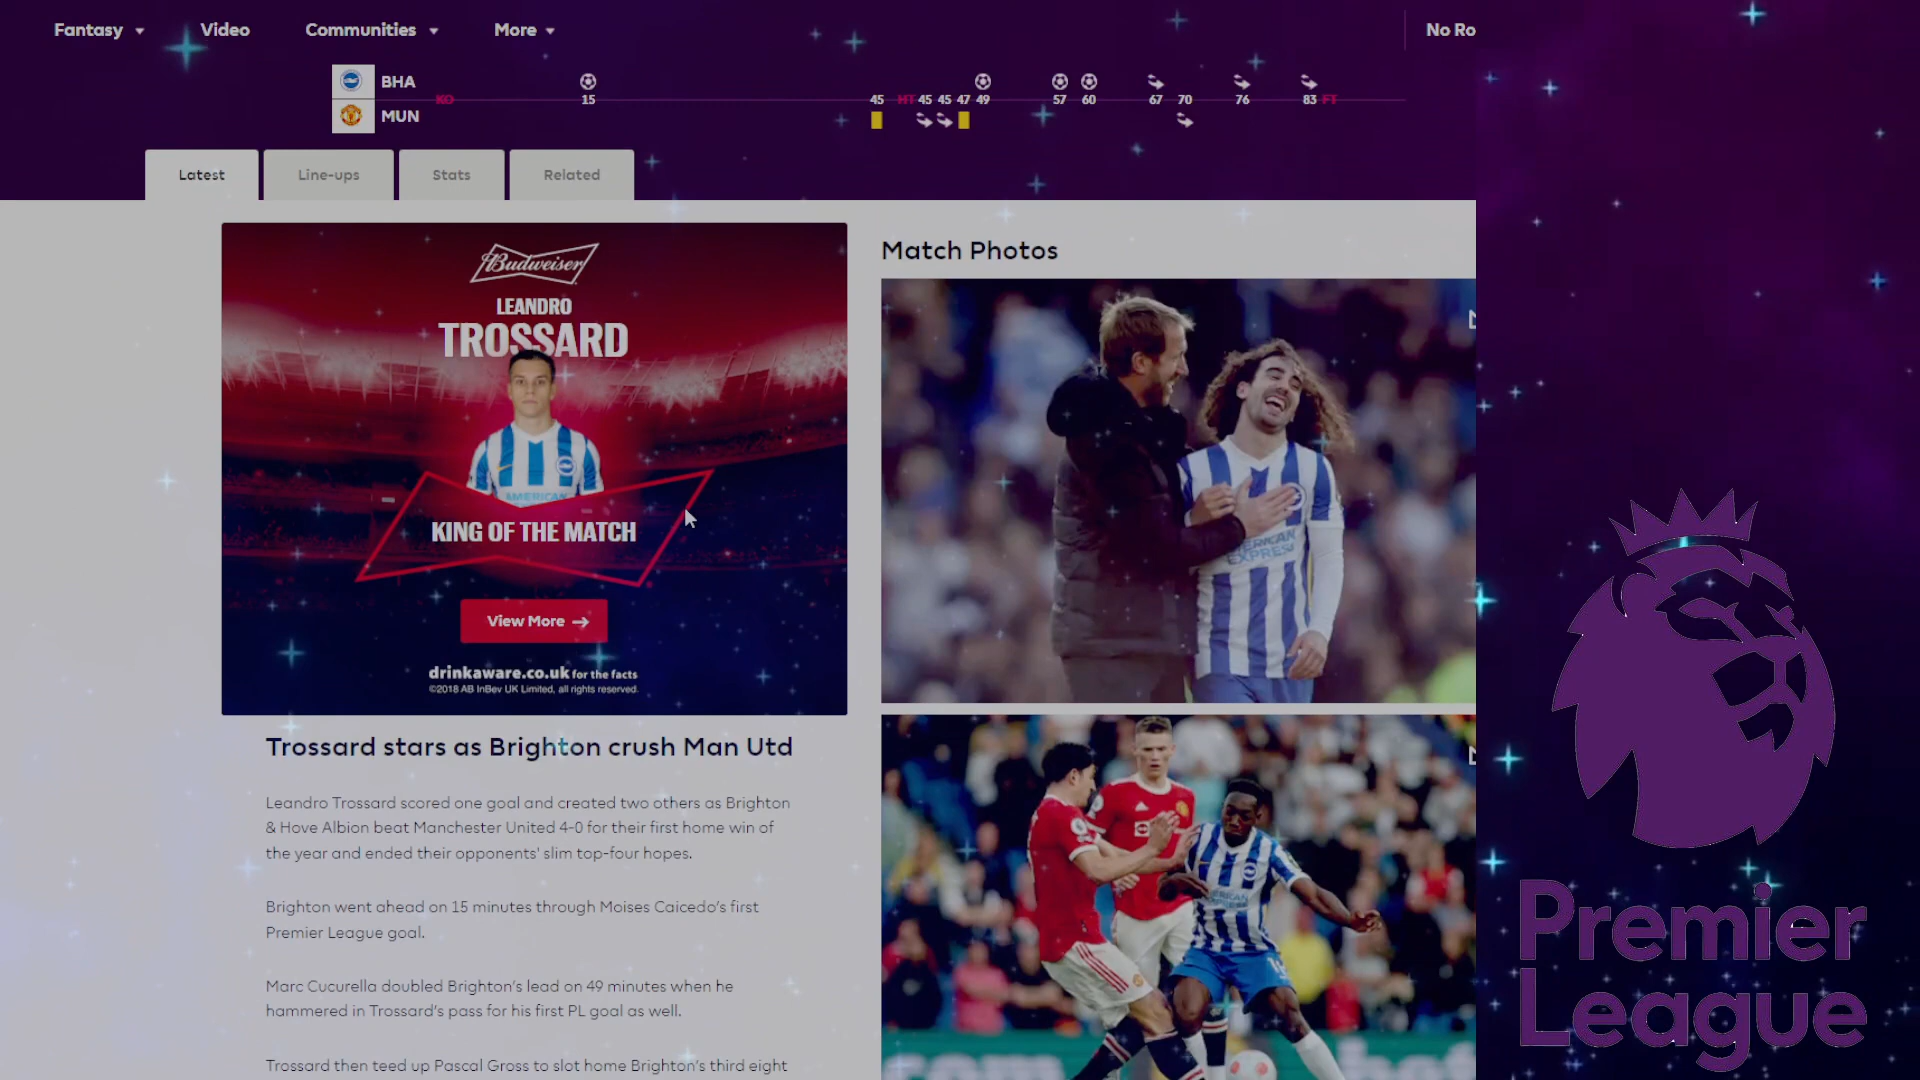 Fantasy
Video
Communities
More
No Ro
BHA
KO
15
45
HT
45
45
47
49
57
60
67
70
76
83
FT
MUN
Latest
Line-ups
Stats
Related
Budweiser
LEANDRO
TROSSARD
AMERICAN
KING OF THE MATCH
View More
drinkaware.co.uk for the facts
©2018 AB InBev UK Limited, all rights reserved.
Match Photos
AMERICAN
EXPRESS
Trossard stars as Brighton crush Man Utd
Leandro Trossard scored one goal and created two others as Brighton
& Hove Albion beat Manchester United 4-0 for their first home win of
the year and ended their opponents' slim top-four hopes.
Brighton went ahead on 15 minutes through Moises Caicedo's first
Premier League goal.
Marc Cucurella doubled Brighton's lead on 49 minutes when he
hammered in Trossard's pass for his first PL goal as well.
Trossard then teed up Pascal Gross to slot home Brighton's third eight
Premier
League